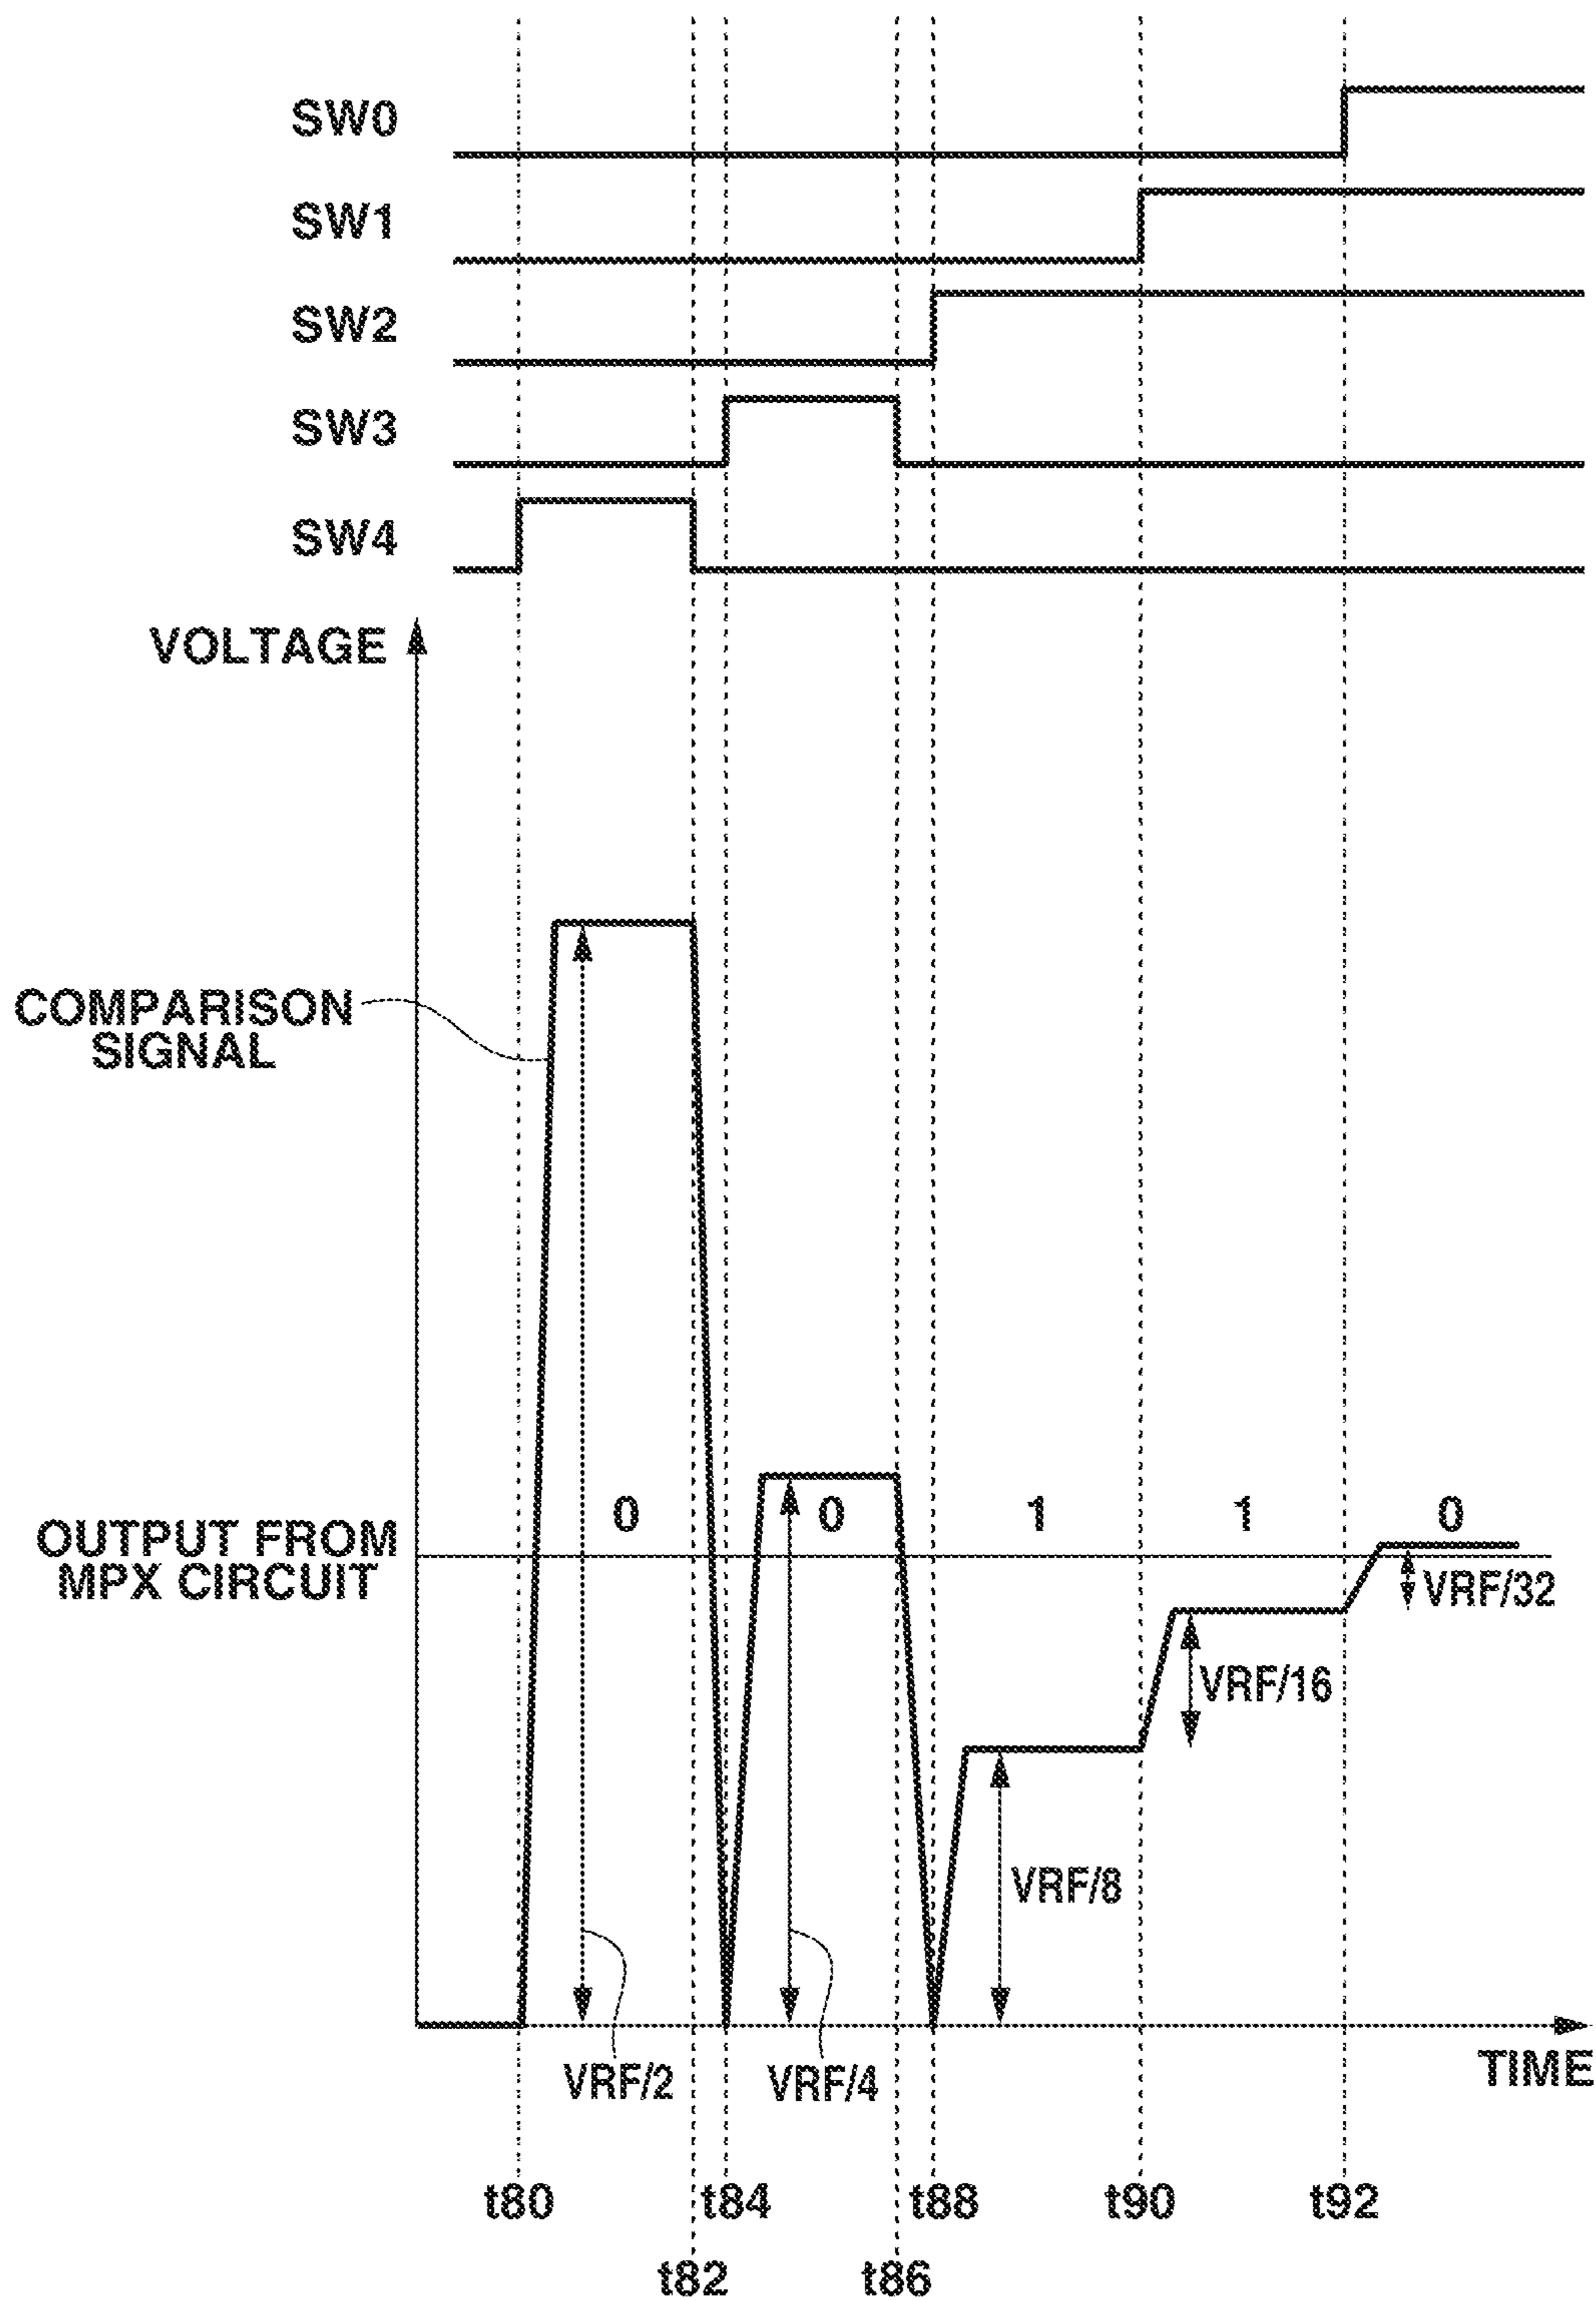 SW0
SW1
SW2
SW3
SW4
VOLTAGE
COMPARISON
SIGNAL
0
0
1
1
0
OUTPUT FROM
MPX CIRCUIT
VRF/32
VRF/16
VRF/8
VRF/2
VRF/4
TIME
t80
t84
t88
t90
t92
t82
t86